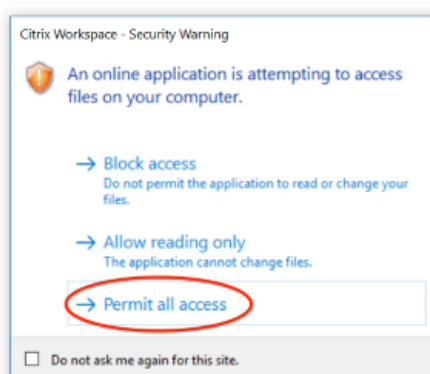 Citrix Workspace - Security Warning
An online application is attempting to access
files on your computer.
Block access
Do not permit the application to read or change your
files.
Allow reading only
The application cannot change files.
Permit all access
Do not ask me again for this site.